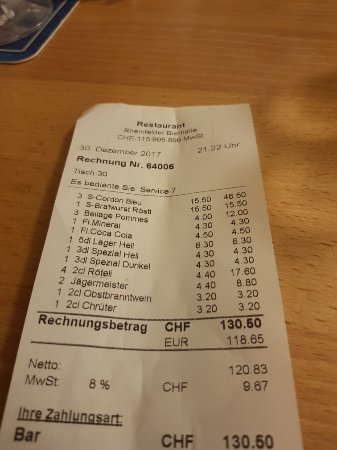 Restaurant
Rheinfelder Bierhalle
CHE-115.905.899 MwSt
30. Dezember 2017 21:22 Uhr
Rechnung Nr. 64006
Tisch 30
Es bediente Sie: Service 7
3 S-Cordon Bleu 15.50 46.50
1 S-Bratwurst Rösti 15.50 15.50
3 Beilage Pommes 4.00 12.00
1 Fl.Mineral 4.30 4.30
1 Fl.Coca Cola 4.50 4.50
1 5dl Lager Hell 6.30 6.30
1 3dl Spezial Hell 4.30 4.30
1 3dl Spezial Dunkel 4.30 4.30
4 2cl Röteli 4.40 17.60
2 Jägermeister 4.40 8.80
1 2cl Obstbranntwein 3.20 3.20
1 2cl Chrüter 3.20 3.20
Rechnungsbetrag CHF 130.50
EUR 118.65
Netto: 120.83
MwSt: 8 % CHF 9.67
Ihre Zahlungsart:
Bar CHF 130.50